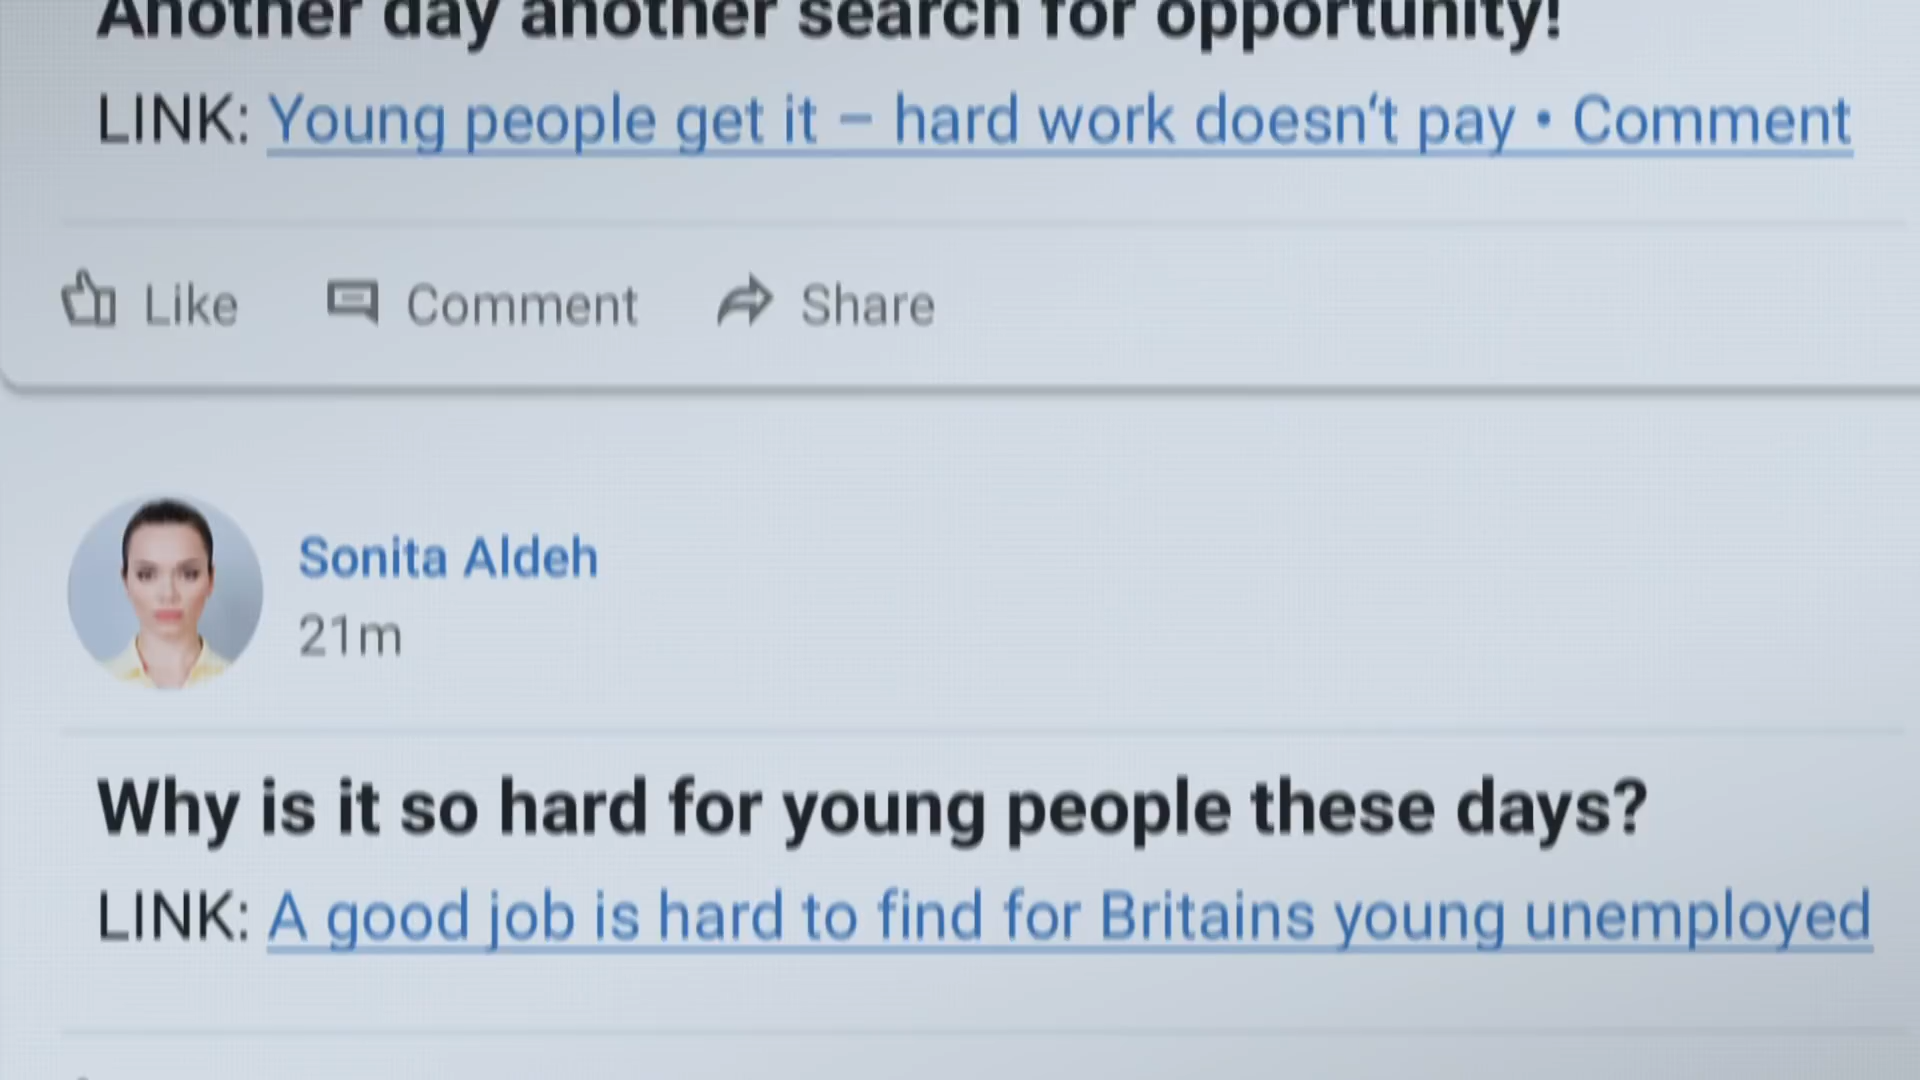 Another day another search for opportunity!
LINK: Young people get it – hard work doesn‘t pay • Comment
Like Comment Share
Sonita Aldeh
21m
Why is it so hard for young people these days?
LINK: A good job is hard to find for Britains young unemployed